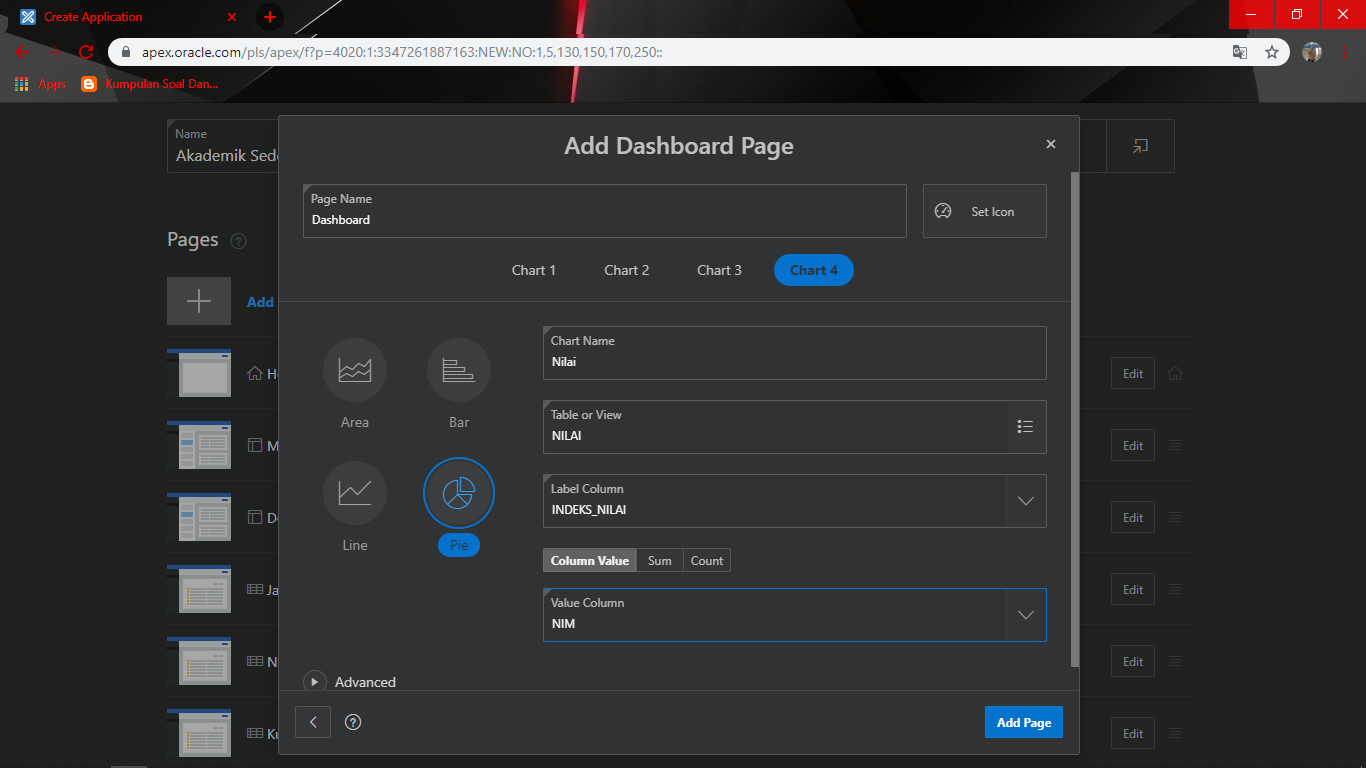 Create Application
apex.oracle.com/pls/apex/f?p=4020:1:3347261887163:NEW:NO:1,5,130,150,170,250::
Apps
Kumpulan Soal Dan...
Name
Akademik Sed
Add Dashboard Page
Page Name
Dashboard
Set Icon
Pages
Chart 1
Chart 2
Chart 3
Chart 4
Add
Chart Name
Nilai
Area
Bar
Table or View
NILAI
Label Column
INDEKS_NILAI
Line
Pie
Column Value
Sum
Count
Value Column
NIM
H
Edit
M
Edit
D
Edit
Ja
Edit
N
Edit
Ku
Edit
Advanced
Add Page